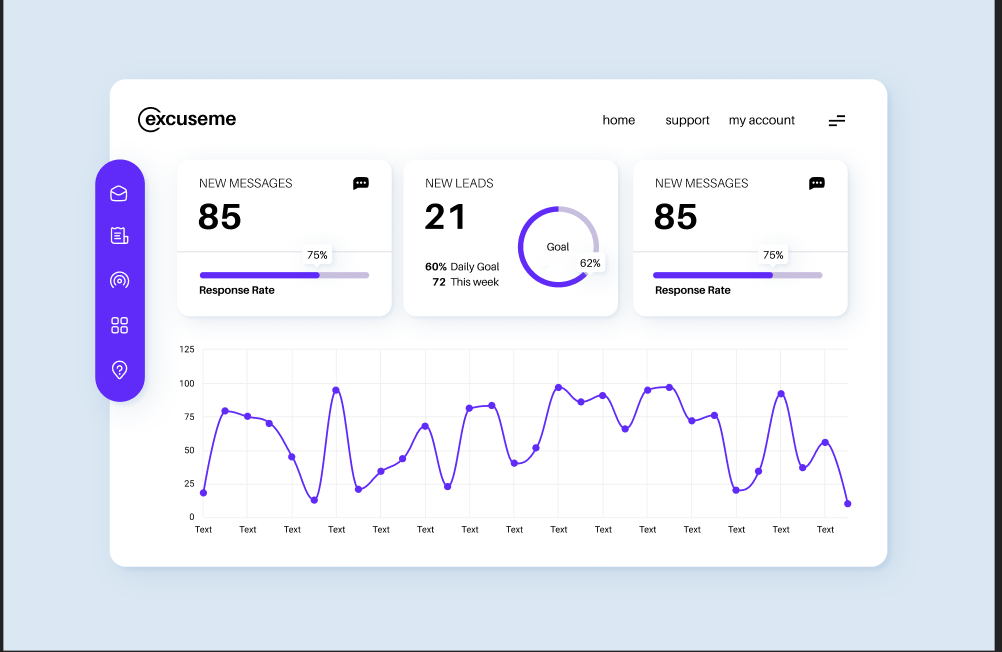 excuseme
home support my account
NEW MESSAGES
85
75%
Response Rate
NEW LEADS
21
Goal
62%
60% Daily Goal
72 This week
NEW MESSAGES
85
75%
Response Rate
125
100
75
50
25
0
Text Text Text Text Text Text Text Text Text Text Text Text Text Text Text